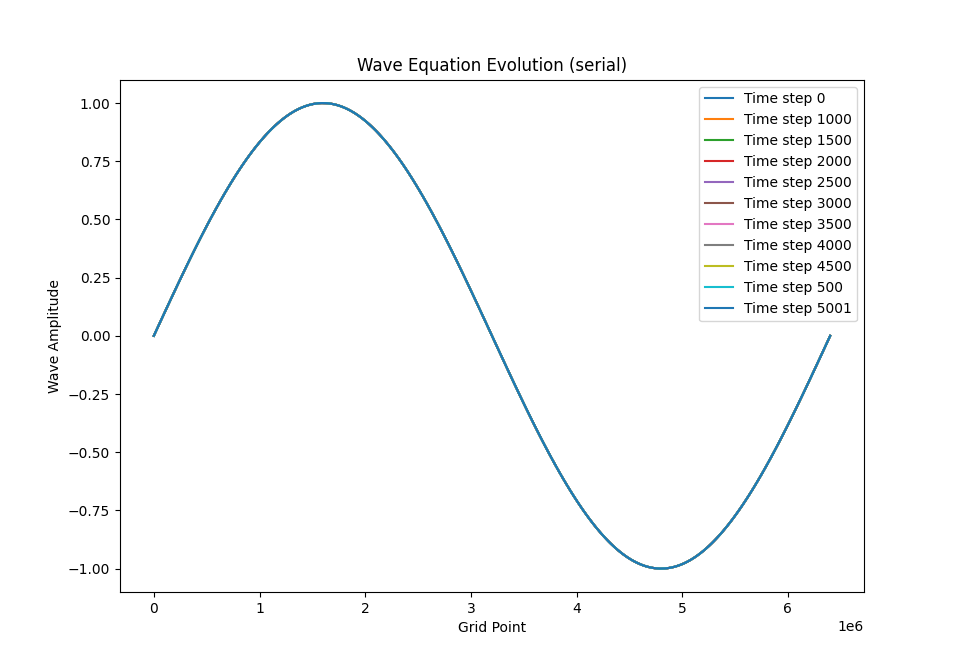 Wave Equation Evolution (serial)
Time step 0
Time step 1000
Time step 1500
Time step 2000
Time step 2500
Time step 3000
Time step 3500
Time step 4000
Time step 4500
Time step 500
Time step 5001
Wave Amplitude
1.00
0.75
0.50
0.25
0.00
−0.25
−0.50
−0.75
−1.00
0 1 2 3 4 5 6
1e6
Grid Point